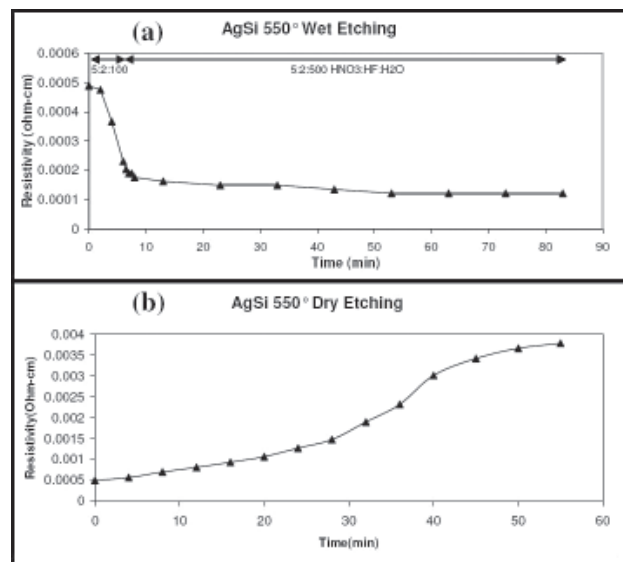 (a)
AgSi 550° Wet Etching
0.0006
0.0005
0.0004
0.0003
0.0002
0.0001
0
5:2:100
5:2:500 HNO3:HF:H2O
Resistivity (ohm-cm)
0 10 20 30 40 50 60 70 80 90
Time (min)
(b)
AgSi 550° Dry Etching
0.004
0.0035
0.003
0.0025
0.002
0.0015
0.001
0.0005
0
Resistivity(Ohm-cm)
0 10 20 30 40 50 60
Time(min)